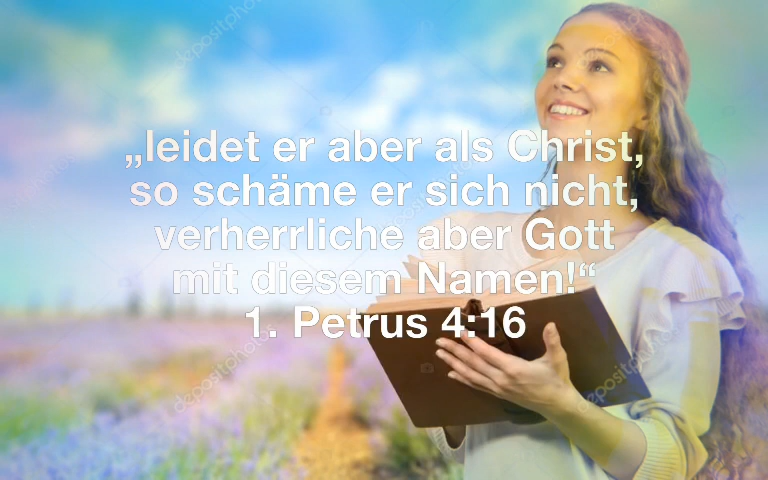 „leidet er aber als Christ,
so schäme er sich nicht,
verherrliche aber Gott
mit diesem Namen!“
1. Petrus 4:16
depositphotos